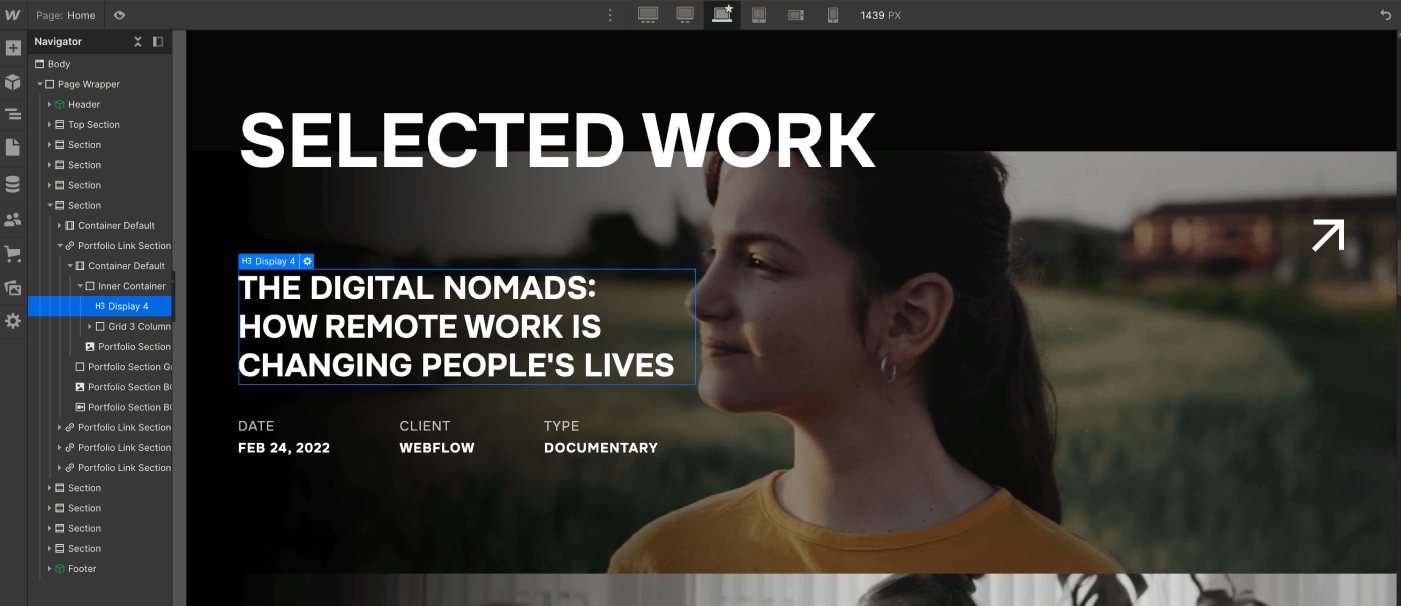 Page: Home
1439 PX
Navigator
Body
Page Wrapper
Header
Top Section
Section
Section
Section
Section
Container Default
Portfolio Link Section
Container Default
Inner Container
H3 Display 4
Grid 3 Column
Portfolio Section
Portfolio Section G
Portfolio Section B
Portfolio Section B
Portfolio Link Section
Portfolio Link Section
Portfolio Link Section
Section
Section
Section
Section
Footer
SELECTED WORK
H3 Display 4
THE DIGITAL NOMADS:
HOW REMOTE WORK IS
CHANGING PEOPLE'S LIVES
DATE CLIENT TYPE
FEB 24, 2022 WEBFLOW DOCUMENTARY